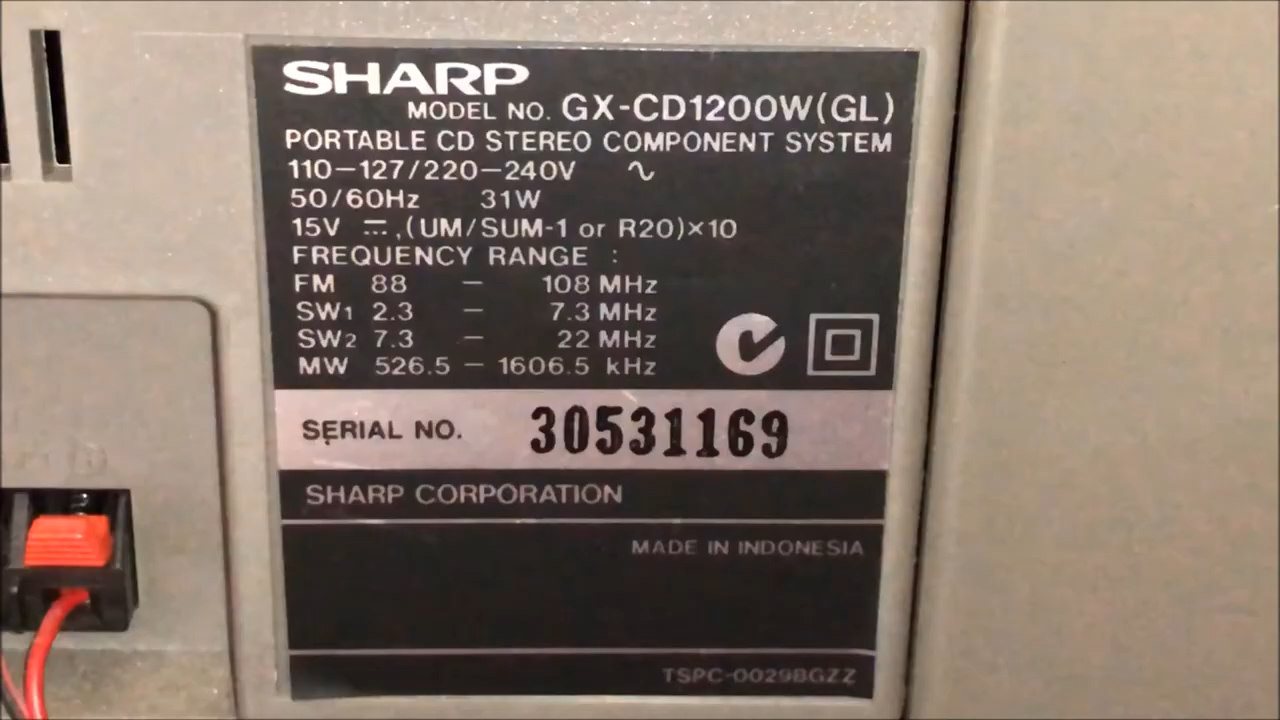 SHARP
MODEL NO. GX-CD1200W(GL)
PORTABLE CD STEREO COMPONENT SYSTEM
110-127/220-240V ∿
50/60Hz 31W
15V ⎓,(UM/SUM-1 or R20)×10
FREQUENCY RANGE :
FM 88 - 108 MHz
SW1 2.3 - 7.3 MHz
SW2 7.3 - 22 MHz
MW 526.5 - 1606.5 kHz
SERIAL NO. 30531169
SHARP CORPORATION
MADE IN INDONESIA
TSPC-0029BGZZ